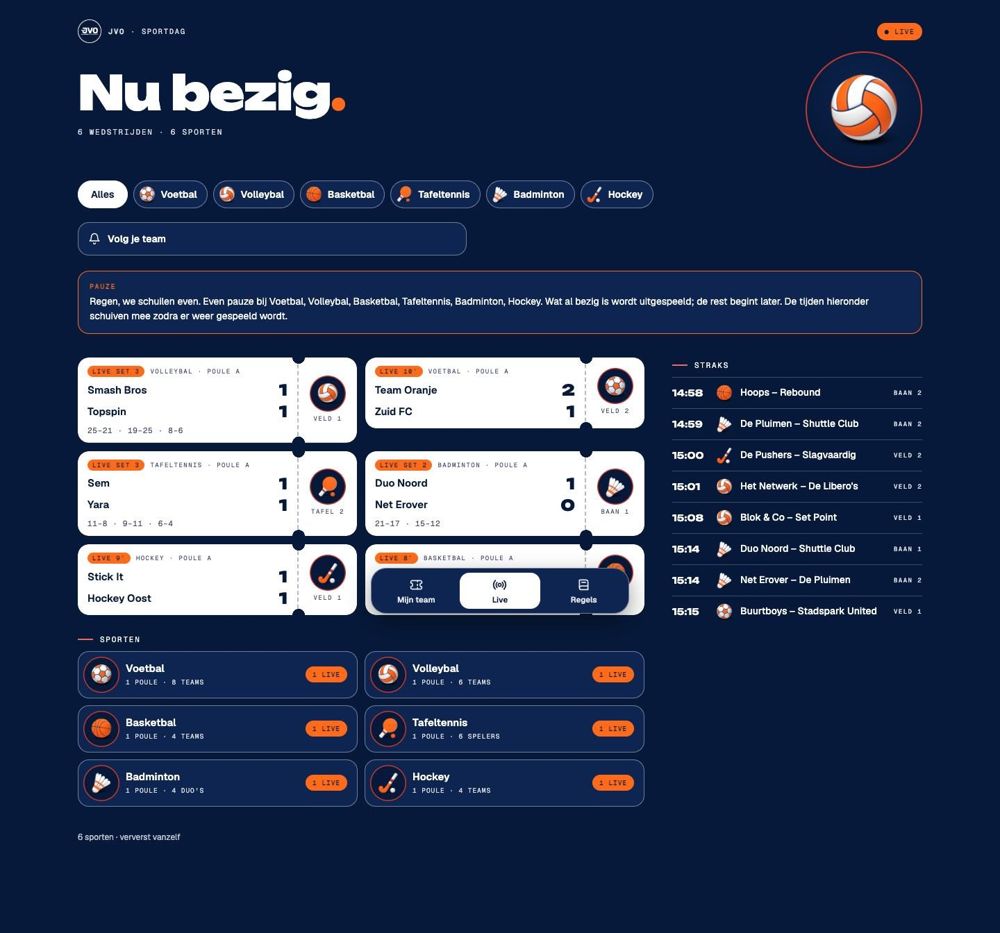 JVO JVO · SPORTDAG
LIVE
Nu bezig.
6 WEDSTRIJDEN · 6 SPORTEN
Alles
Voetbal
Volleybal
Basketbal
Tafeltennis
Badminton
Hockey
Volg je team
PAUZE
Regen, we schuilen even. Even pauze bij Voetbal, Volleybal, Basketbal, Tafeltennis, Badminton, Hockey. Wat al bezig is wordt uitgespeeld; de rest begint later. De tijden hieronder
schuiven mee zodra er weer gespeeld wordt.
LIVE SET 3 VOLLEYBAL · POULE A
Smash Bros 1
Topspin 1
25–21 · 19–25 · 8–6
VELD 1
LIVE 10' VOETBAL · POULE A
Team Oranje 2
Zuid FC 1
VELD 2
LIVE SET 3 TAFELTENNIS · POULE A
Sem 1
Yara 1
11–8 · 9–11 · 6–4
TAFEL 2
LIVE SET 2 BADMINTON · POULE A
Duo Noord 1
Net Erover 0
21–17 · 15–12
BAAN 1
LIVE 9' HOCKEY · POULE A
Stick It 1
Hockey Oost 1
VELD 1
LIVE 8' BASKETBAL · POULE A
Mijn team
Live
Regels
STRAKS
14:58 Hoops – Rebound BAAN 2
14:59 De Pluimen – Shuttle Club BAAN 2
15:00 De Pushers – Slagvaardig VELD 2
15:01 Het Netwerk – De Libero's VELD 2
15:08 Blok & Co – Set Point VELD 1
15:14 Duo Noord – Shuttle Club BAAN 1
15:14 Net Erover – De Pluimen BAAN 2
15:15 Buurtboys – Stadspark United VELD 1
SPORTEN
Voetbal
1 POULE · 8 TEAMS
1 LIVE
Volleybal
1 POULE · 6 TEAMS
1 LIVE
Basketbal
1 POULE · 4 TEAMS
1 LIVE
Tafeltennis
1 POULE · 6 SPELERS
1 LIVE
Badminton
1 POULE · 4 DUO'S
1 LIVE
Hockey
1 POULE · 4 TEAMS
1 LIVE
6 sporten · ververst vanzelf